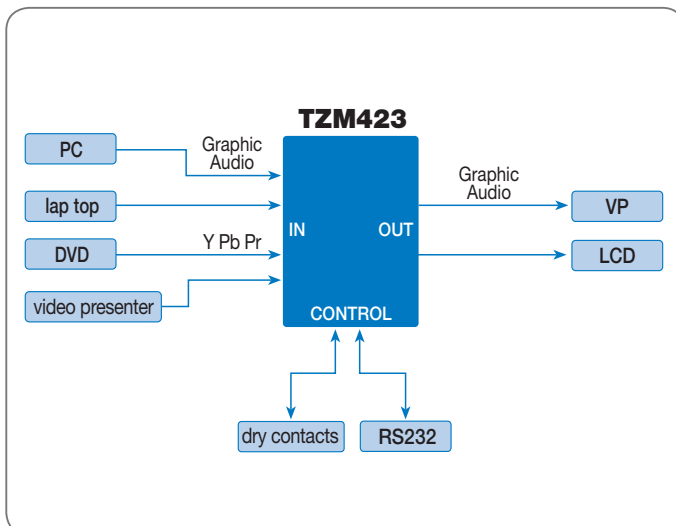 TZM423
PC
Graphic
Audio
lap top
IN
DVD
Y Pb Pr
video presenter
OUT
Graphic
Audio
VP
LCD
CONTROL
dry contacts
RS232